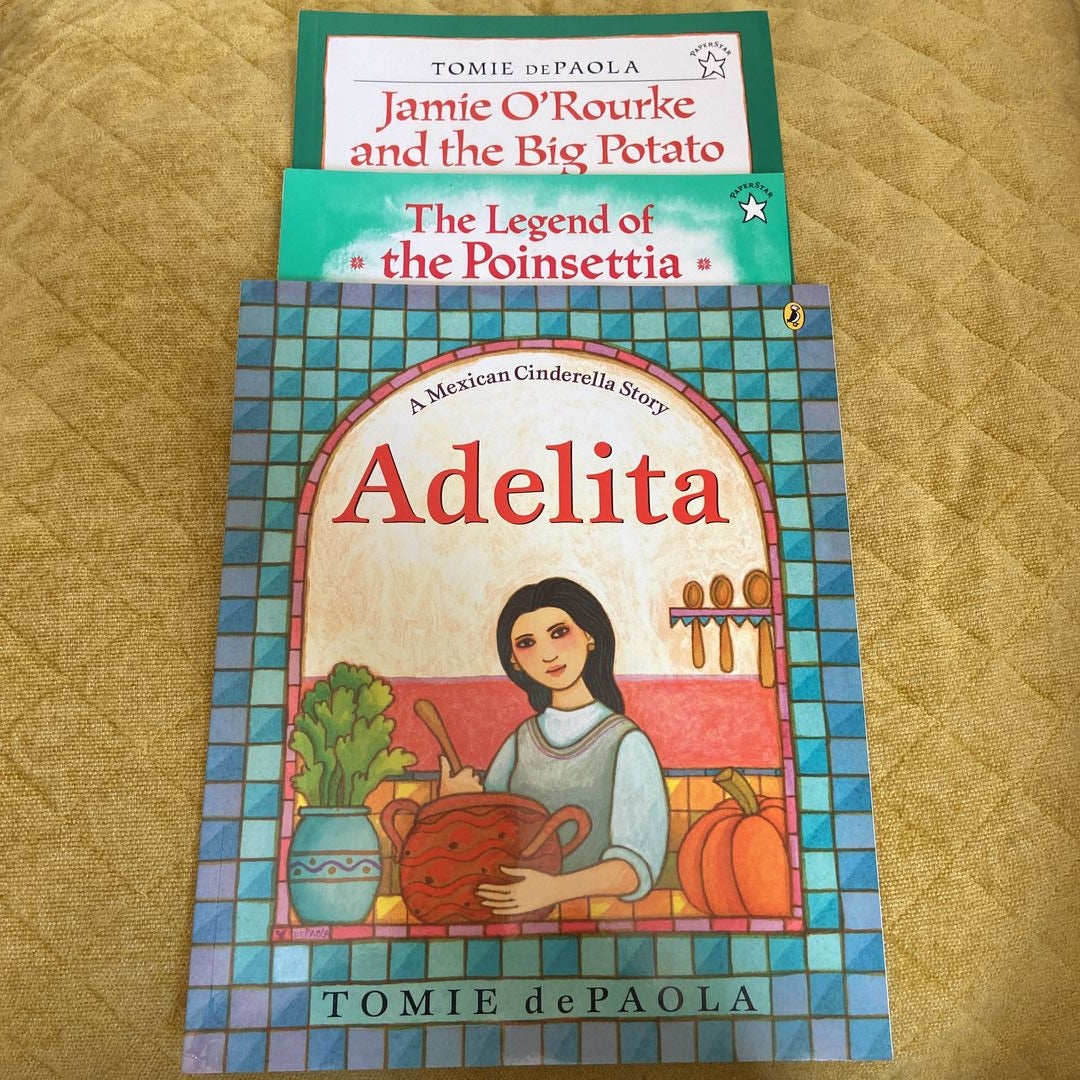 PAPERSTAR
TOMIE DEPAOLA
Jamie O'Rourke
and the Big Potato
PAPERSTAR
The Legend of
the Poinsettia
A Mexican Cinderella Story
Adelita
DEPAOLA
TOMIE dePAOLA